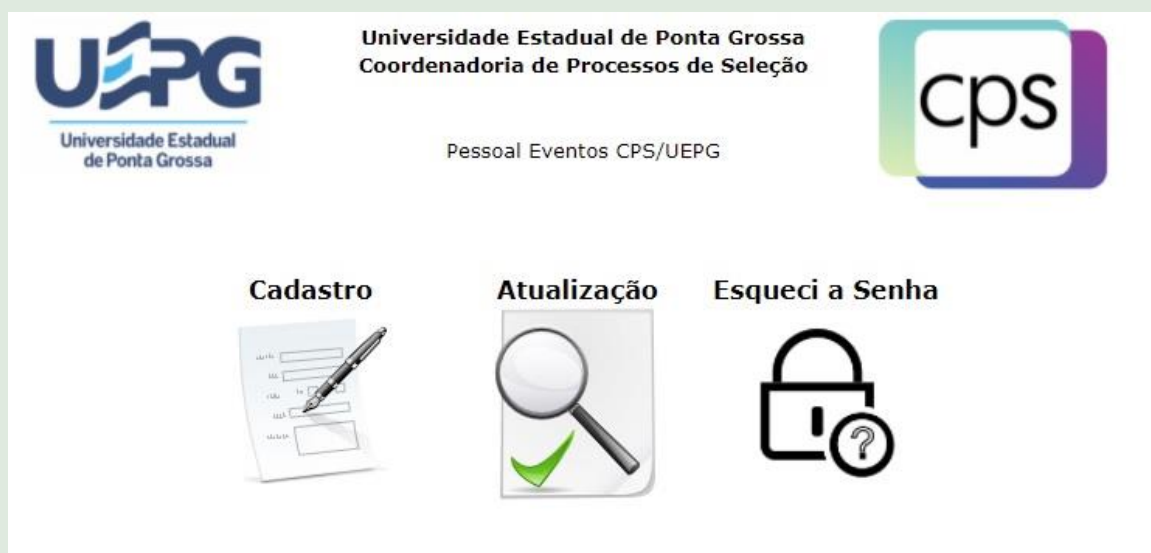 UEPG
Universidade Estadual
de Ponta Grossa
Universidade Estadual de Ponta Grossa
Coordenadoria de Processos de Seleção
Pessoal Eventos CPS/UEPG
cps
Cadastro
Atualização
Esqueci a Senha
?